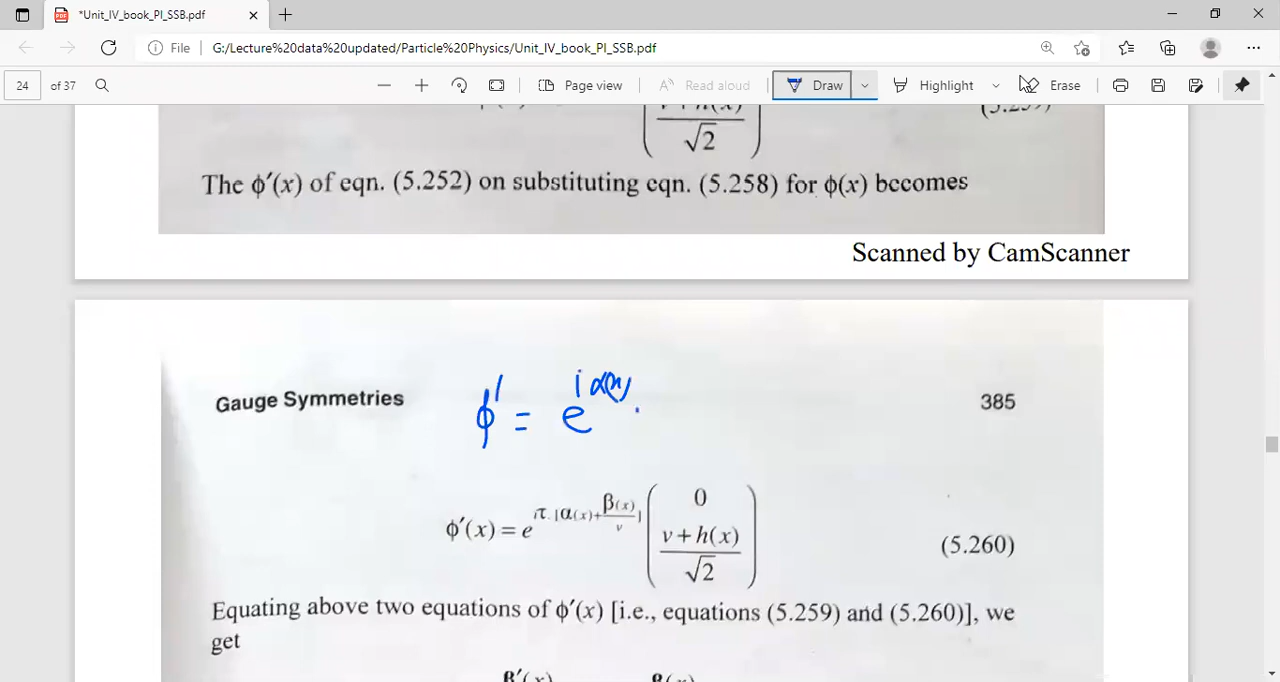 *Unit_IV_book_PI_SSB.pdf
File | G:/Lecture%20data%20updated/Particle%20Physics/Unit_IV_book_PI_SSB.pdf
24 of 37 Page view Read aloud Draw Highlight Erase
√2
The ϕ′(x) of eqn. (5.252) on substituting eqn. (5.258) for ϕ(x) becomes
Scanned by CamScanner
Gauge Symmetries 385
ϕ′ = e^{iα(x)} .
ϕ′(x) = e^{iτ.|α(x)+β(x)/v|} (0, v + h(x)/√2) (5.260)
Equating above two equations of ϕ′(x) [i.e., equations (5.259) and (5.260)], we
get
β′(x) β(x)